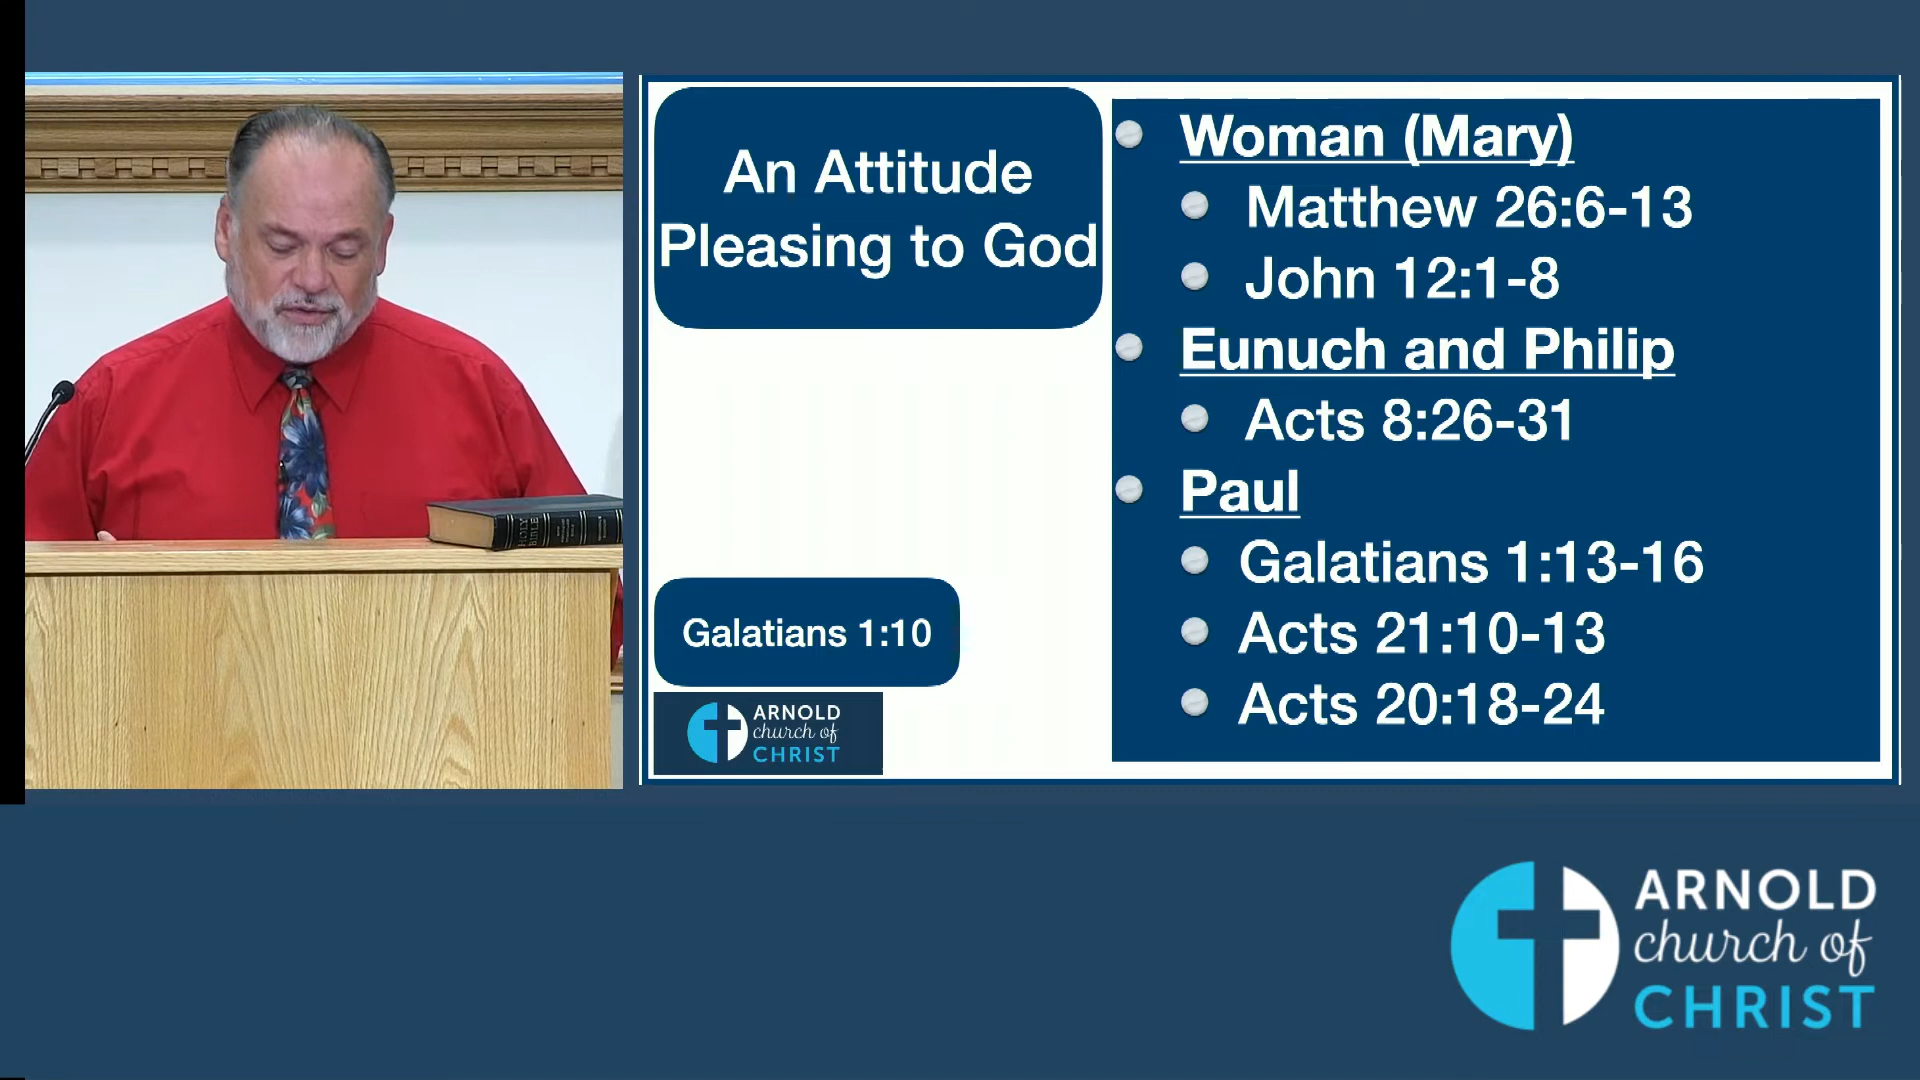 An Attitude
Pleasing to God
Woman (Mary)
Matthew 26:6-13
John 12:1-8
Eunuch and Philip
Acts 8:26-31
Paul
Galatians 1:13-16
Acts 21:10-13
Acts 20:18-24
Galatians 1:10
ARNOLD
church of
CHRIST
HOLY
BIBLE
ARNOLD
church of
CHRIST